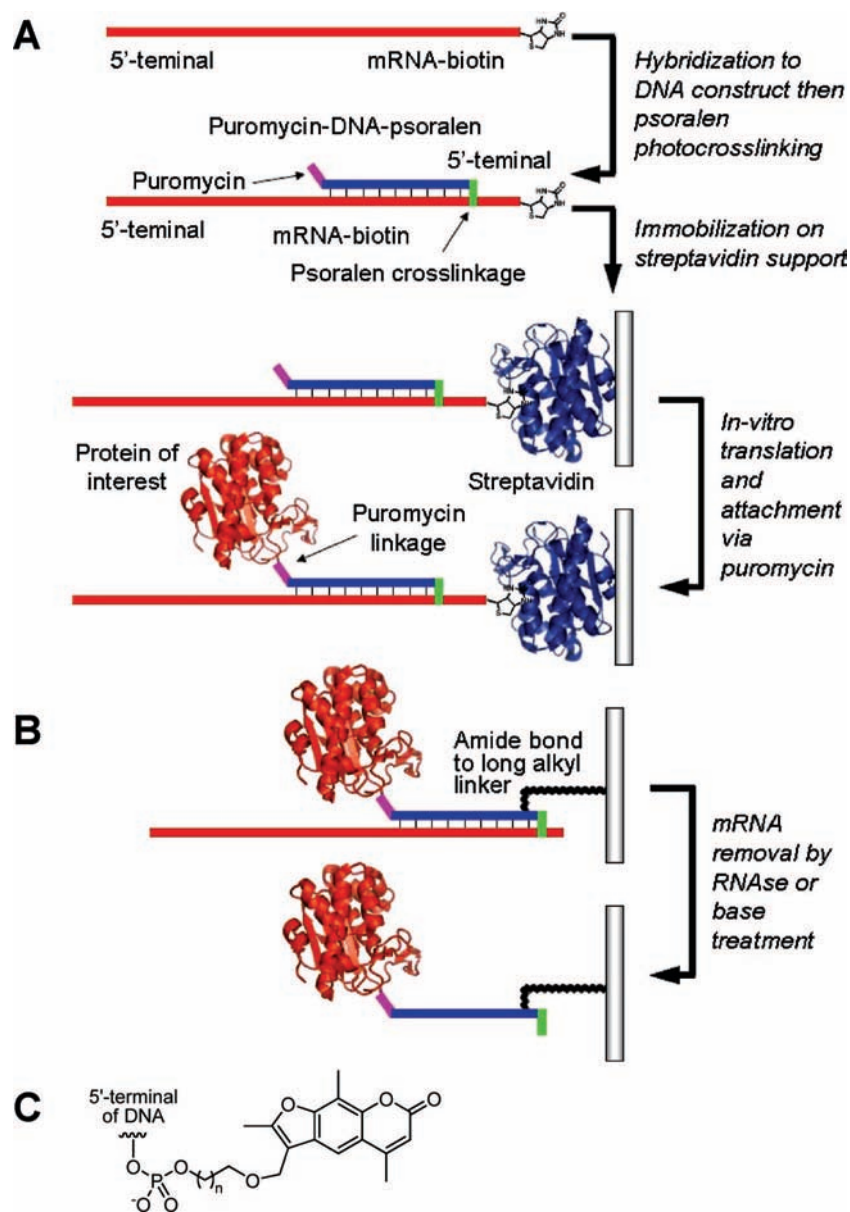 A
5'-teminal
mRNA-biotin
Hybridization to
DNA construct then
psoralen
photocrosslinking
Puromycin-DNA-psoralen
5'-teminal
Puromycin
5'-teminal
mRNA-biotin
Psoralen crosslinkage
Immobilization on
streptavidin support
Protein of
interest
Streptavidin
Puromycin
linkage
In-vitro
translation
and
attachment
via
puromycin
B
Amide bond
to long alkyl
linker
mRNA
removal by
RNAse or
base
treatment
C
5'-terminal
of DNA